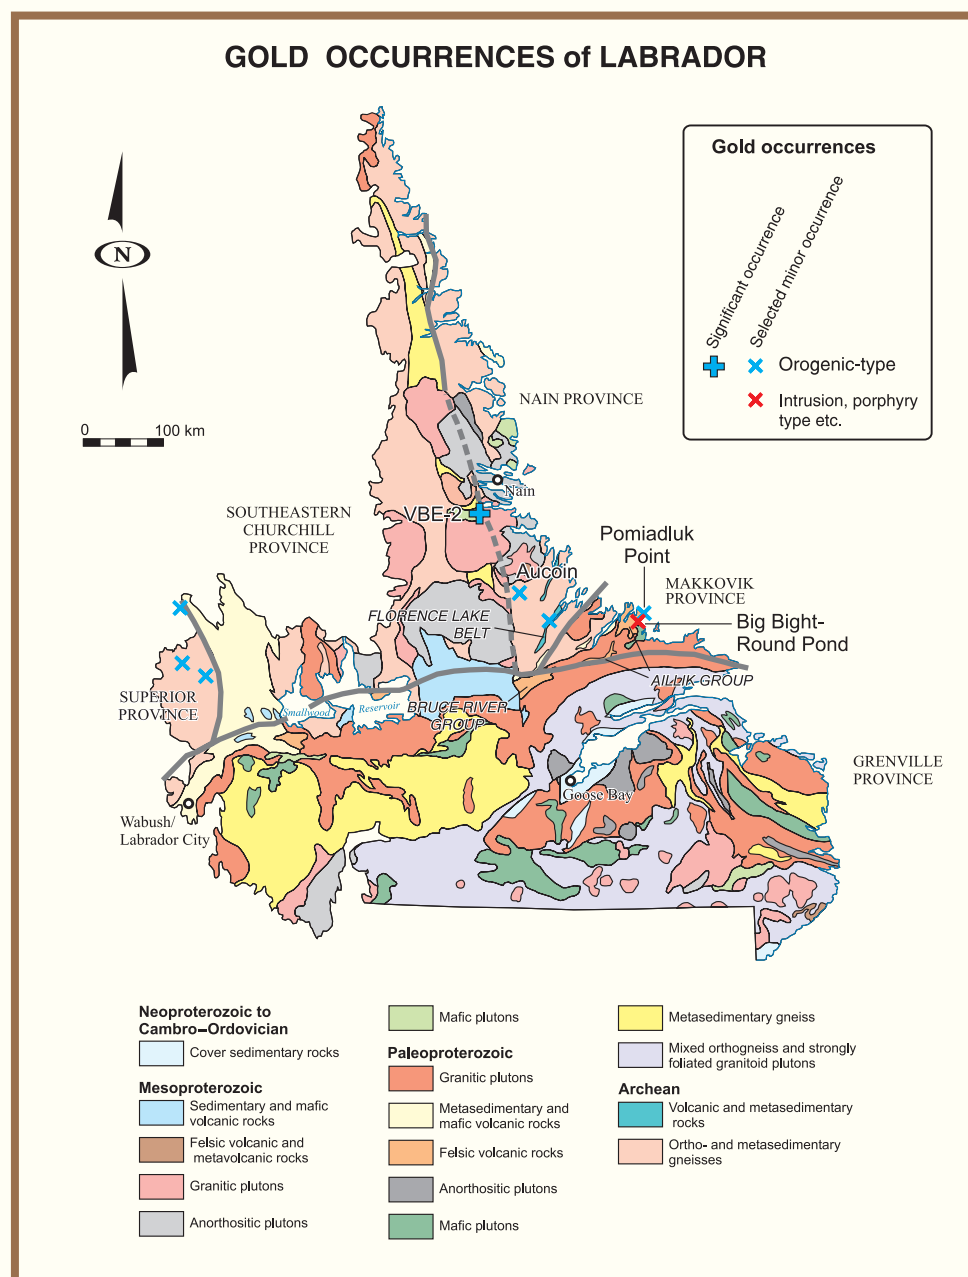 GOLD OCCURRENCES of LABRADOR
Gold occurrences
Significant occurrence
Selected minor occurrence
Orogenic-type
Intrusion, porphyry
type etc.
N
0 100 km
NAIN PROVINCE
Nain
VBE-2
SOUTHEASTERN
CHURCHILL
PROVINCE
Pomiadluk
Point
Aucoin
MAKKOVIK
PROVINCE
FLORENCE LAKE
BELT
Big Bight-
Round Pond
AILLIK GROUP
SUPERIOR
PROVINCE
Smallwood
Reservoir
BRUCE RIVER
GROUP
GRENVILLE
PROVINCE
Goose Bay
Wabush/
Labrador City
Neoproterozoic to
Cambro–Ordovician
Cover sedimentary rocks
Mesoproterozoic
Sedimentary and mafic
volcanic rocks
Felsic volcanic and
metavolcanic rocks
Granitic plutons
Anorthositic plutons
Mafic plutons
Paleoproterozoic
Granitic plutons
Metasedimentary and
mafic volcanic rocks
Felsic volcanic rocks
Anorthositic plutons
Mafic plutons
Metasedimentary gneiss
Mixed orthogneiss and strongly
foliated granitoid plutons
Archean
Volcanic and metasedimentary
rocks
Ortho- and metasedimentary
gneisses